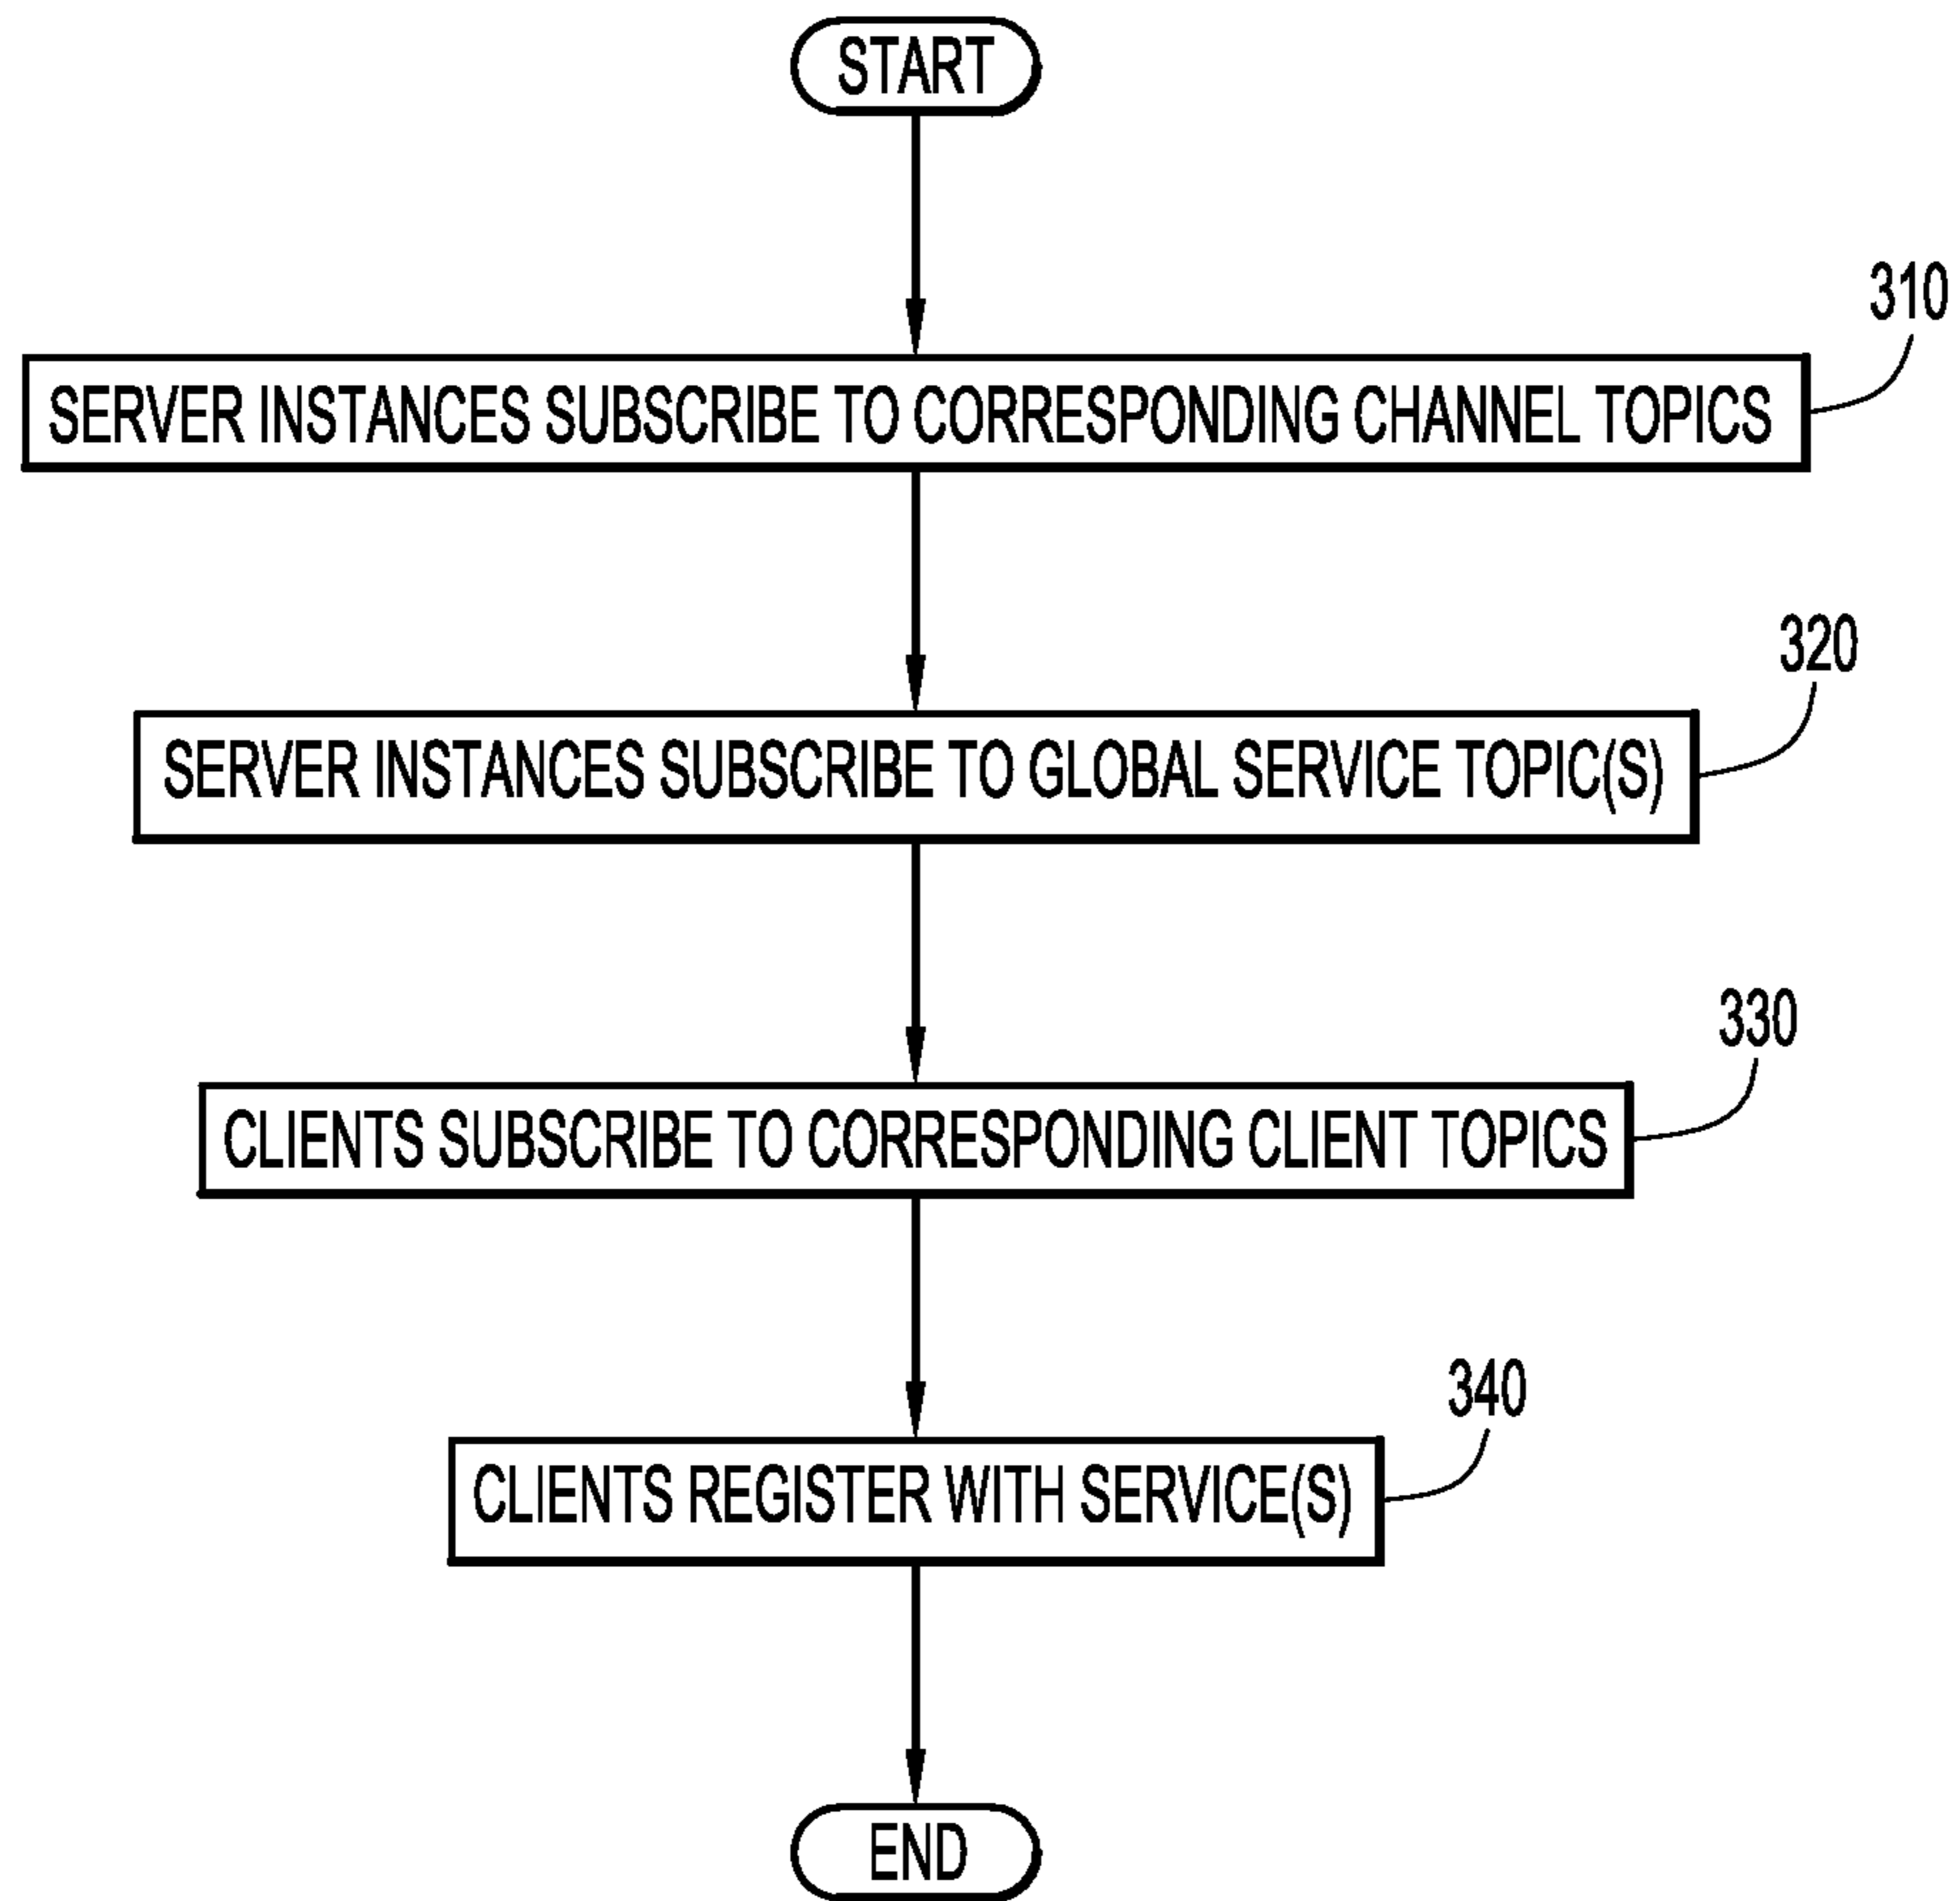 START
310
SERVER INSTANCES SUBSCRIBE TO CORRESPONDING CHANNEL TOPICS
320
SERVER INSTANCES SUBSCRIBE TO GLOBAL SERVICE TOPIC(S)
330
CLIENTS SUBSCRIBE TO CORRESPONDING CLIENT TOPICS
340
CLIENTS REGISTER WITH SERVICE(S)
END